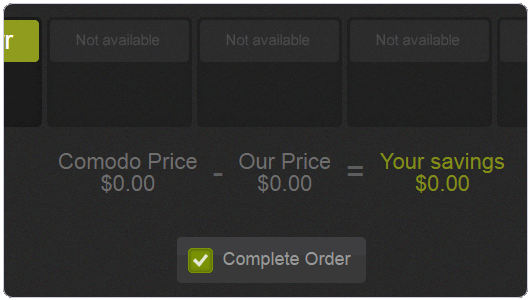 Not available
Not available
Not available
Comodo Price - Our Price = Your savings
$0.00 $0.00 $0.00
Complete Order